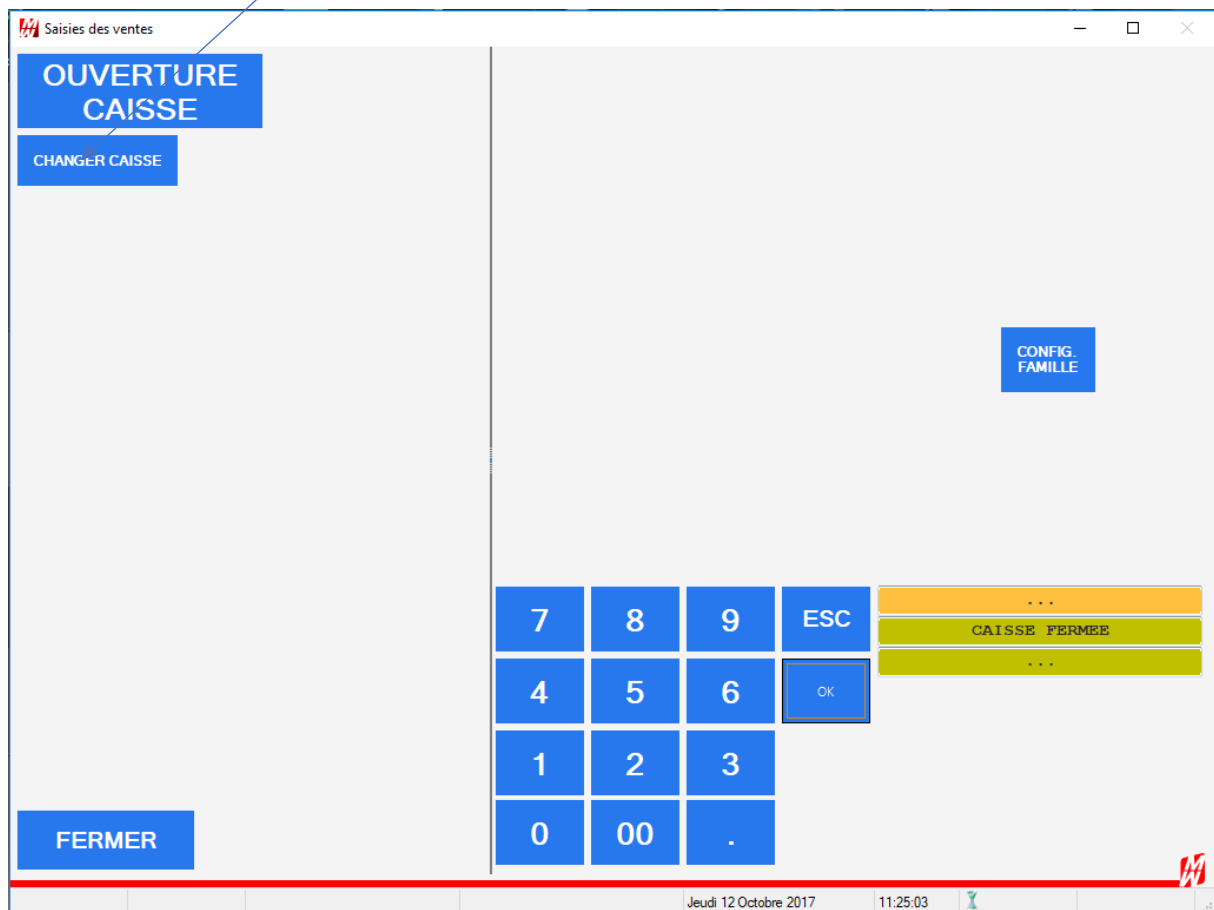 Saisies des ventes
OUVERTURE
CAISSE
CHANGER CAISSE
CONFIG.
FAMILLE
7 8 9 ESC
...
CAISSE FERMEE
...
4 5 6 OK
1 2 3
0 00 .
FERMER
Jeudi 12 Octobre 2017 11:25:03